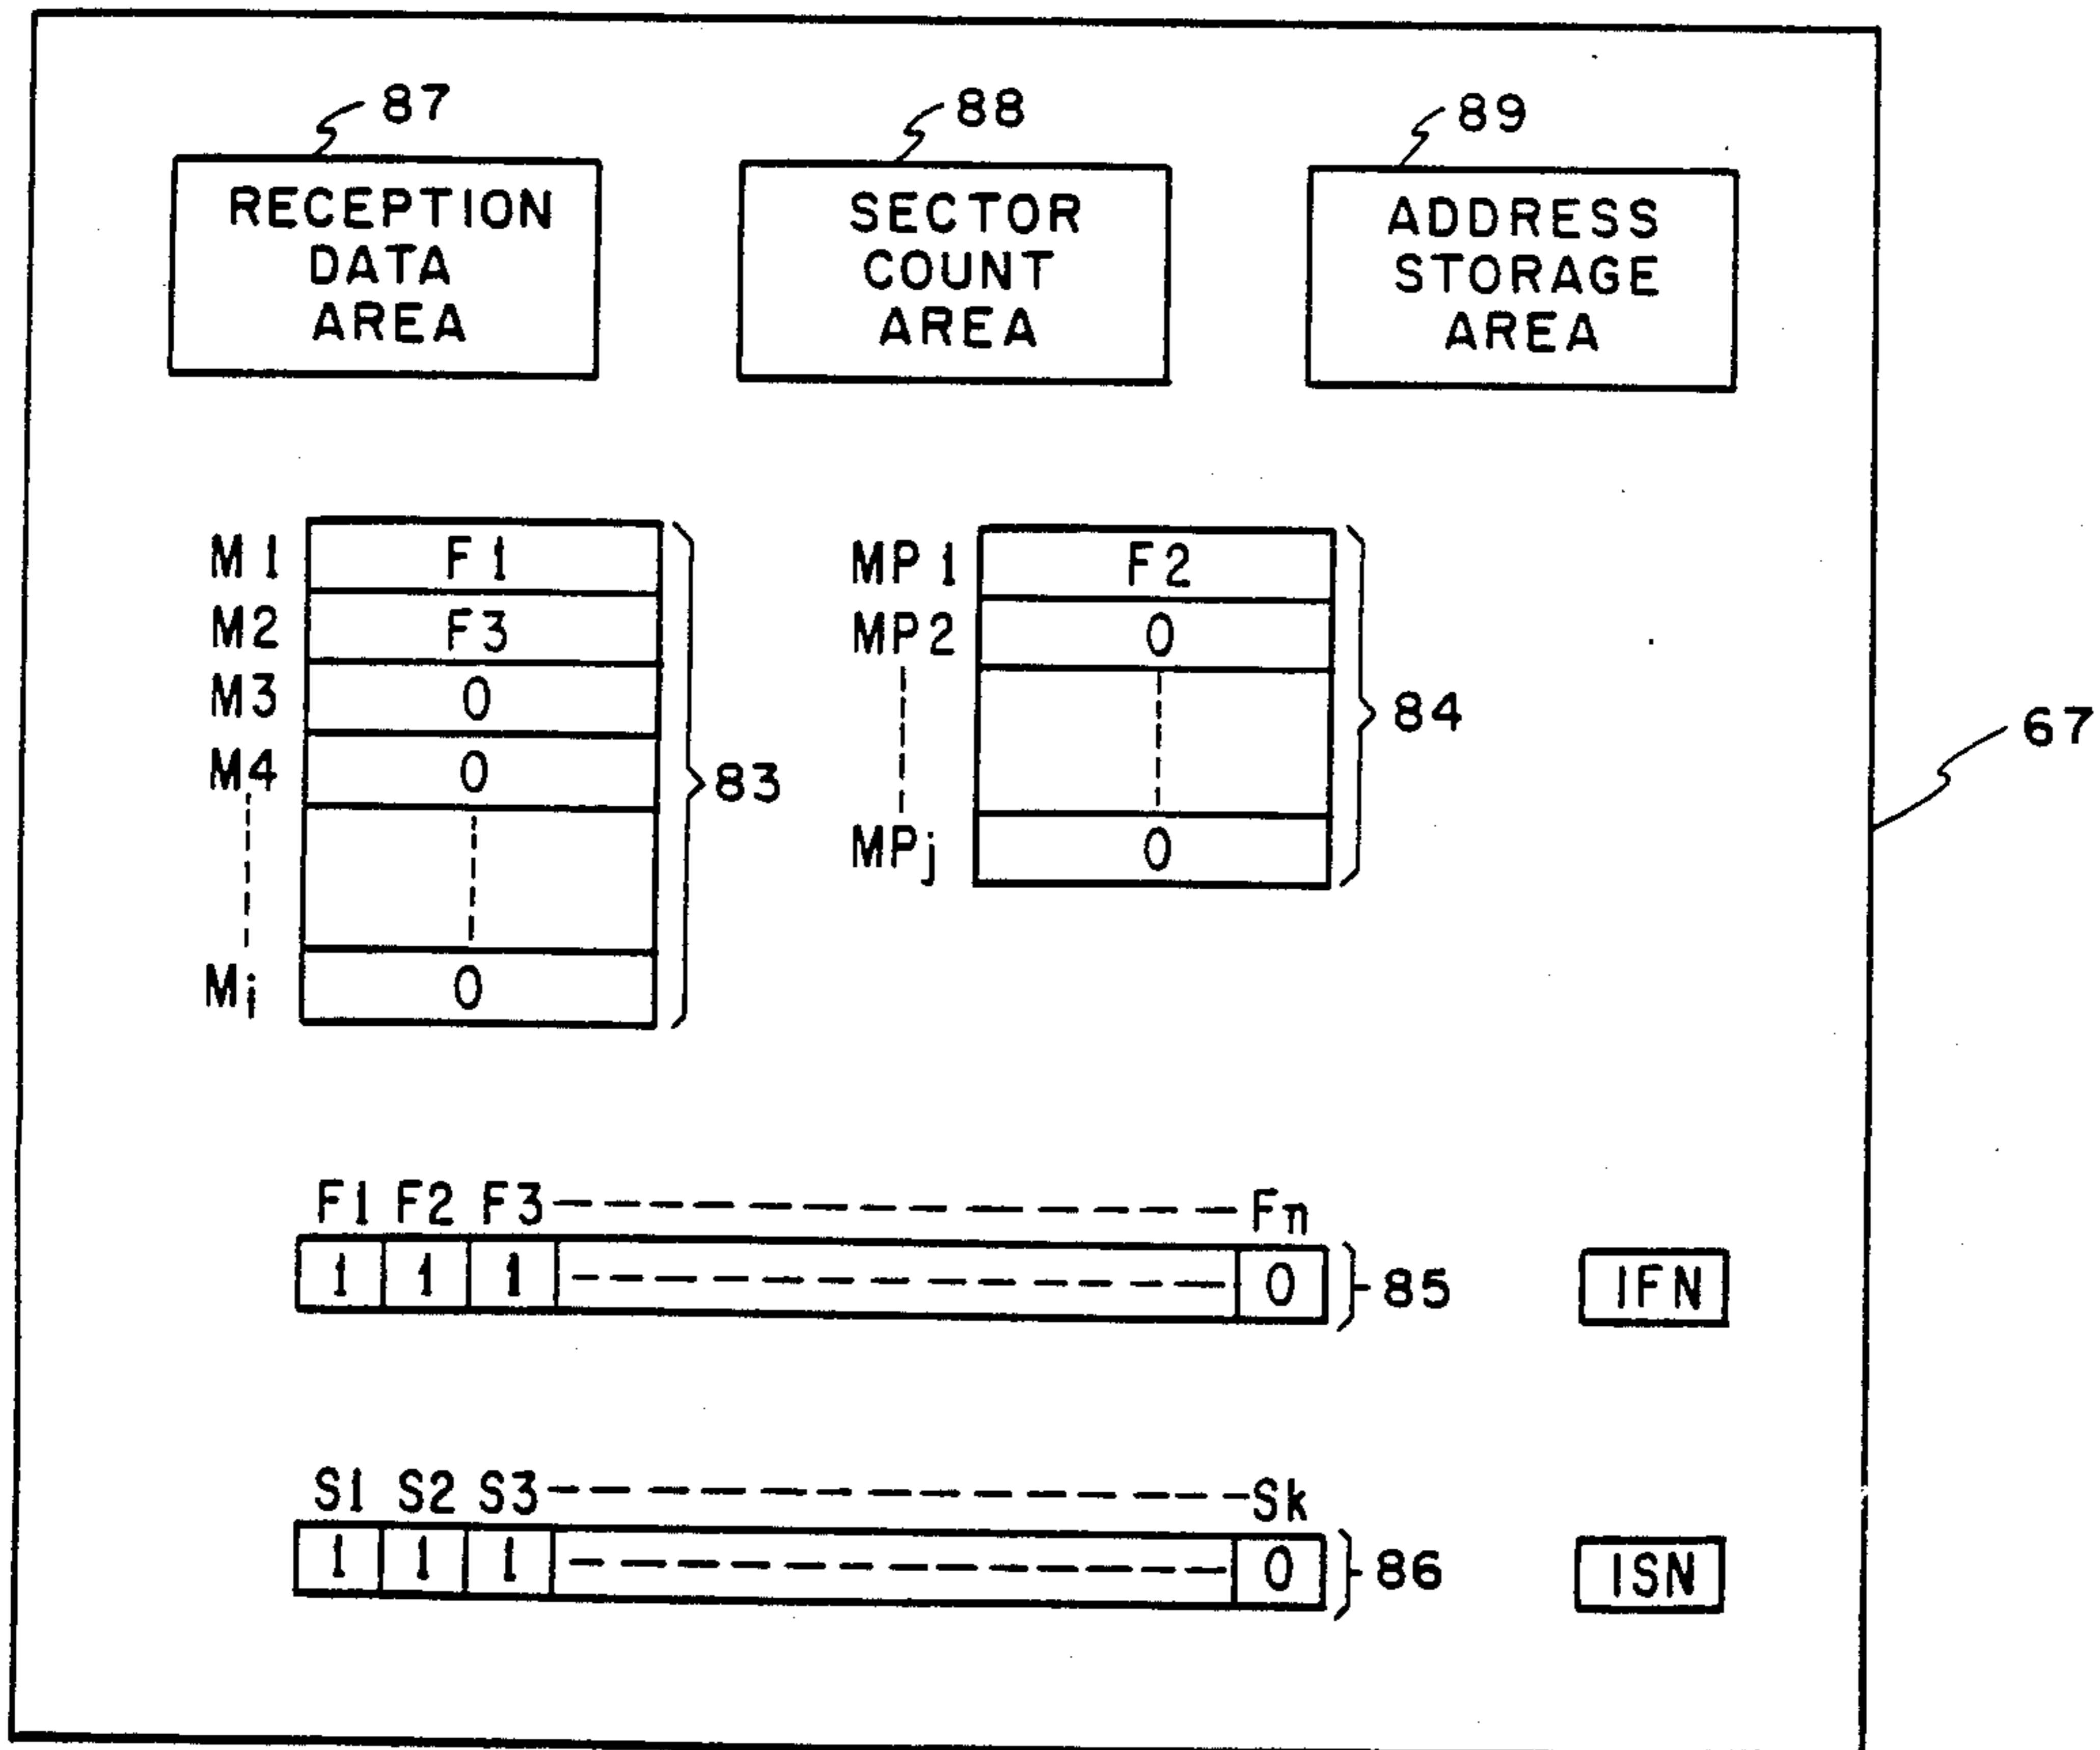 87
88
89
RECEPTION
DATA
AREA
SECTOR
COUNT
AREA
ADDRESS
STORAGE
AREA
M1 F1
M2 F3
M3 0
M4 0
Mi 0
83
MP1 F2
MP2 0
MPj 0
84
67
F1 F2 F3 Fn
1 1 1 0
85
IFN
S1 S2 S3 Sk
1 1 1 0
86
ISN